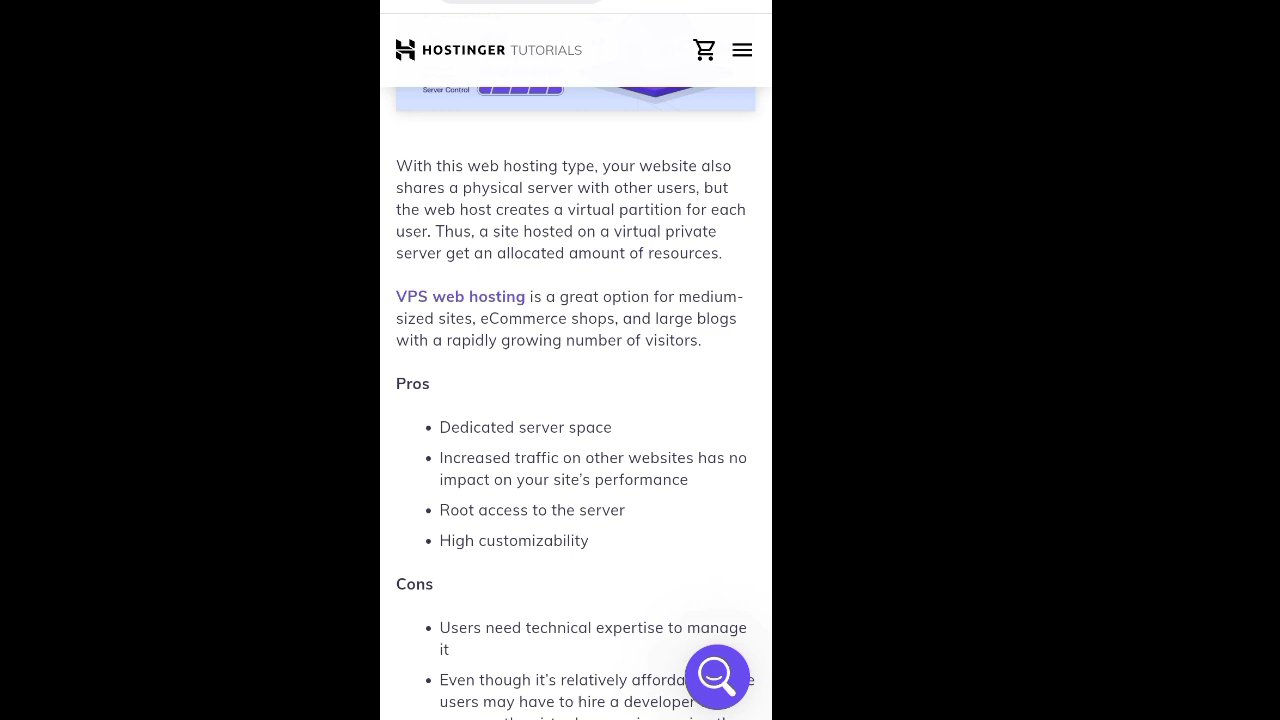 HOSTINGER TUTORIALS
Server Control
With this web hosting type, your website also
shares a physical server with other users, but
the web host creates a virtual partition for each
user. Thus, a site hosted on a virtual private
server get an allocated amount of resources.
VPS web hosting is a great option for medium-
sized sites, eCommerce shops, and large blogs
with a rapidly growing number of visitors.
Pros
• Dedicated server space
• Increased traffic on other websites has no
impact on your site's performance
• Root access to the server
• High customizability
Cons
• Users need technical expertise to manage
it
• Even though it's relatively
users may have to hire a developer